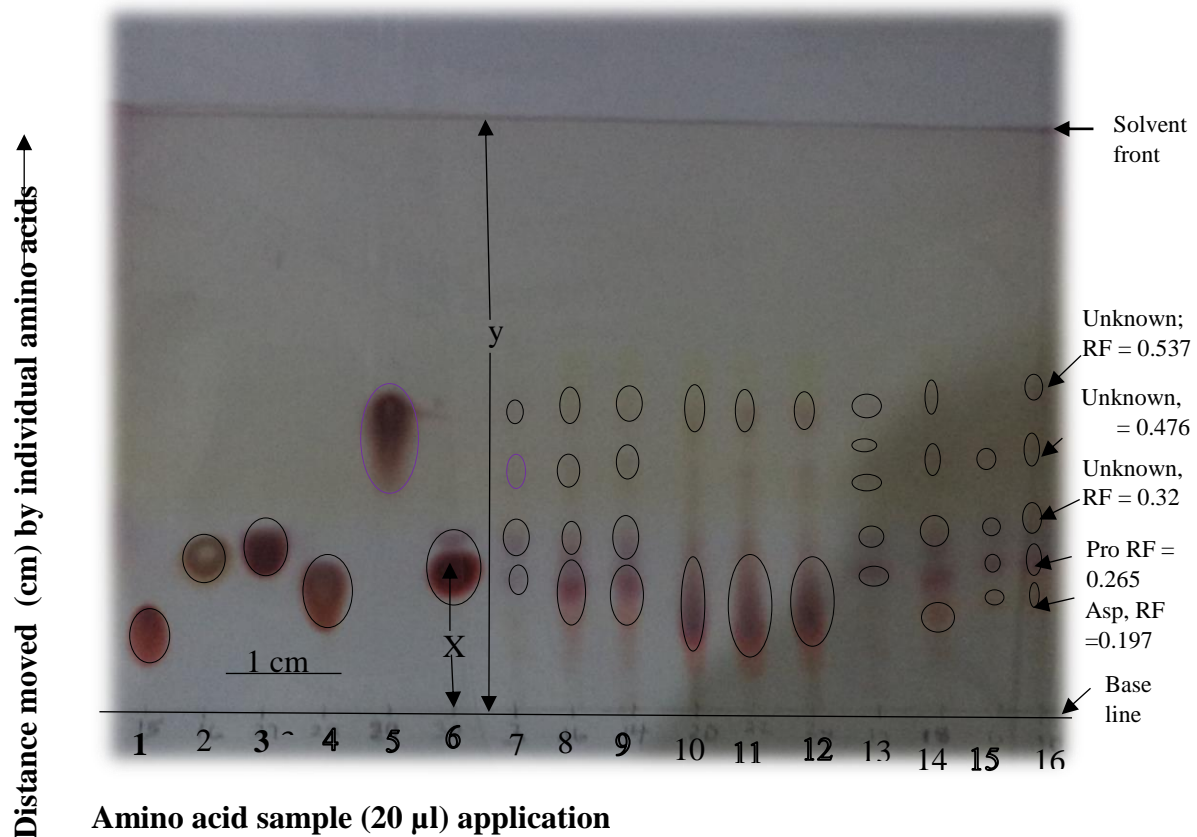 Distance moved (cm) by individual amino acids
Solvent
front
y
Unknown;
RF = 0.537
Unknown,
= 0.476
Unknown,
RF = 0.32
Pro RF =
0.265
Asp, RF
=0.197
X
1 cm
Base
line
1 2 3 4 5 6 7 8 9 10 11 12 13 14 15 16
Amino acid sample (20 µl) application